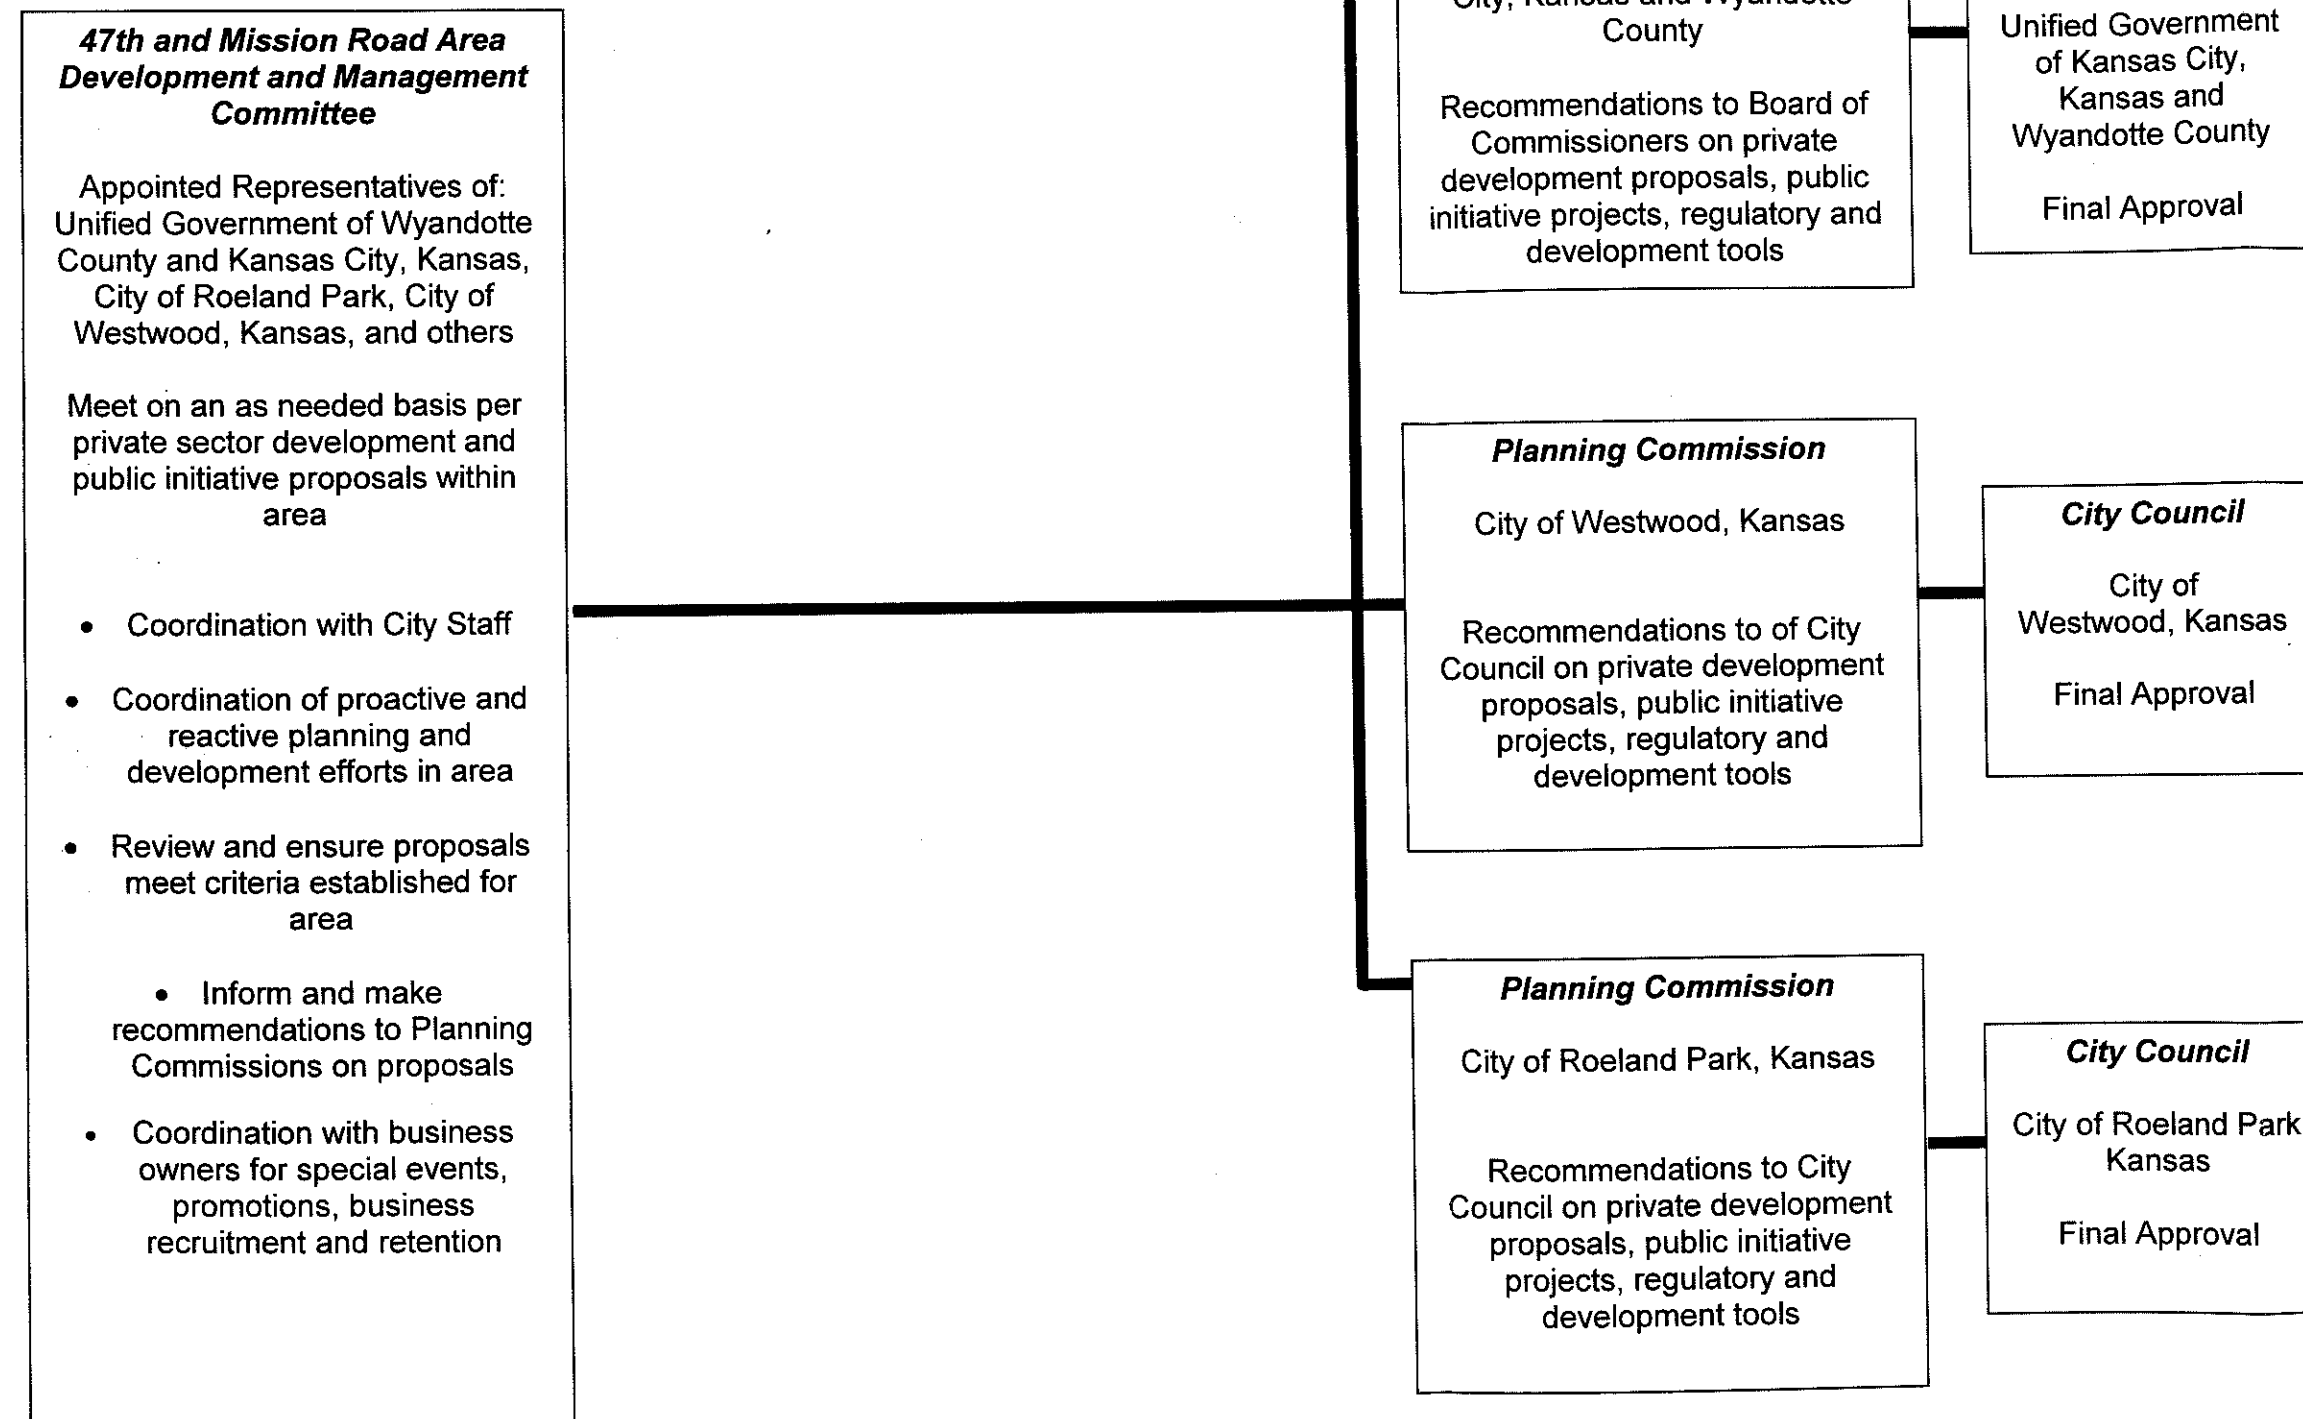 47th and Mission Road Area
Development and Management
Committee
Appointed Representatives of:
Unified Government of Wyandotte
County and Kansas City, Kansas,
City of Roeland Park, City of
Westwood, Kansas, and others
Meet on an as needed basis per
private sector development and
public initiative proposals within
area
• Coordination with City Staff
• Coordination of proactive and
reactive planning and
development efforts in area
• Review and ensure proposals
meet criteria established for
area
• Inform and make
recommendations to Planning
Commissions on proposals
• Coordination with business
owners for special events,
promotions, business
recruitment and retention
City, Kansas and Wyandotte
County
Recommendations to Board of
Commissioners on private
development proposals, public
initiative projects, regulatory and
development tools
Unified Government
of Kansas City,
Kansas and
Wyandotte County
Final Approval
Planning Commission
City of Westwood, Kansas
Recommendations to of City
Council on private development
proposals, public initiative
projects, regulatory and
development tools
City Council
City of
Westwood, Kansas
Final Approval
Planning Commission
City of Roeland Park, Kansas
Recommendations to City
Council on private development
proposals, public initiative
projects, regulatory and
development tools
City Council
City of Roeland Park
Kansas
Final Approval